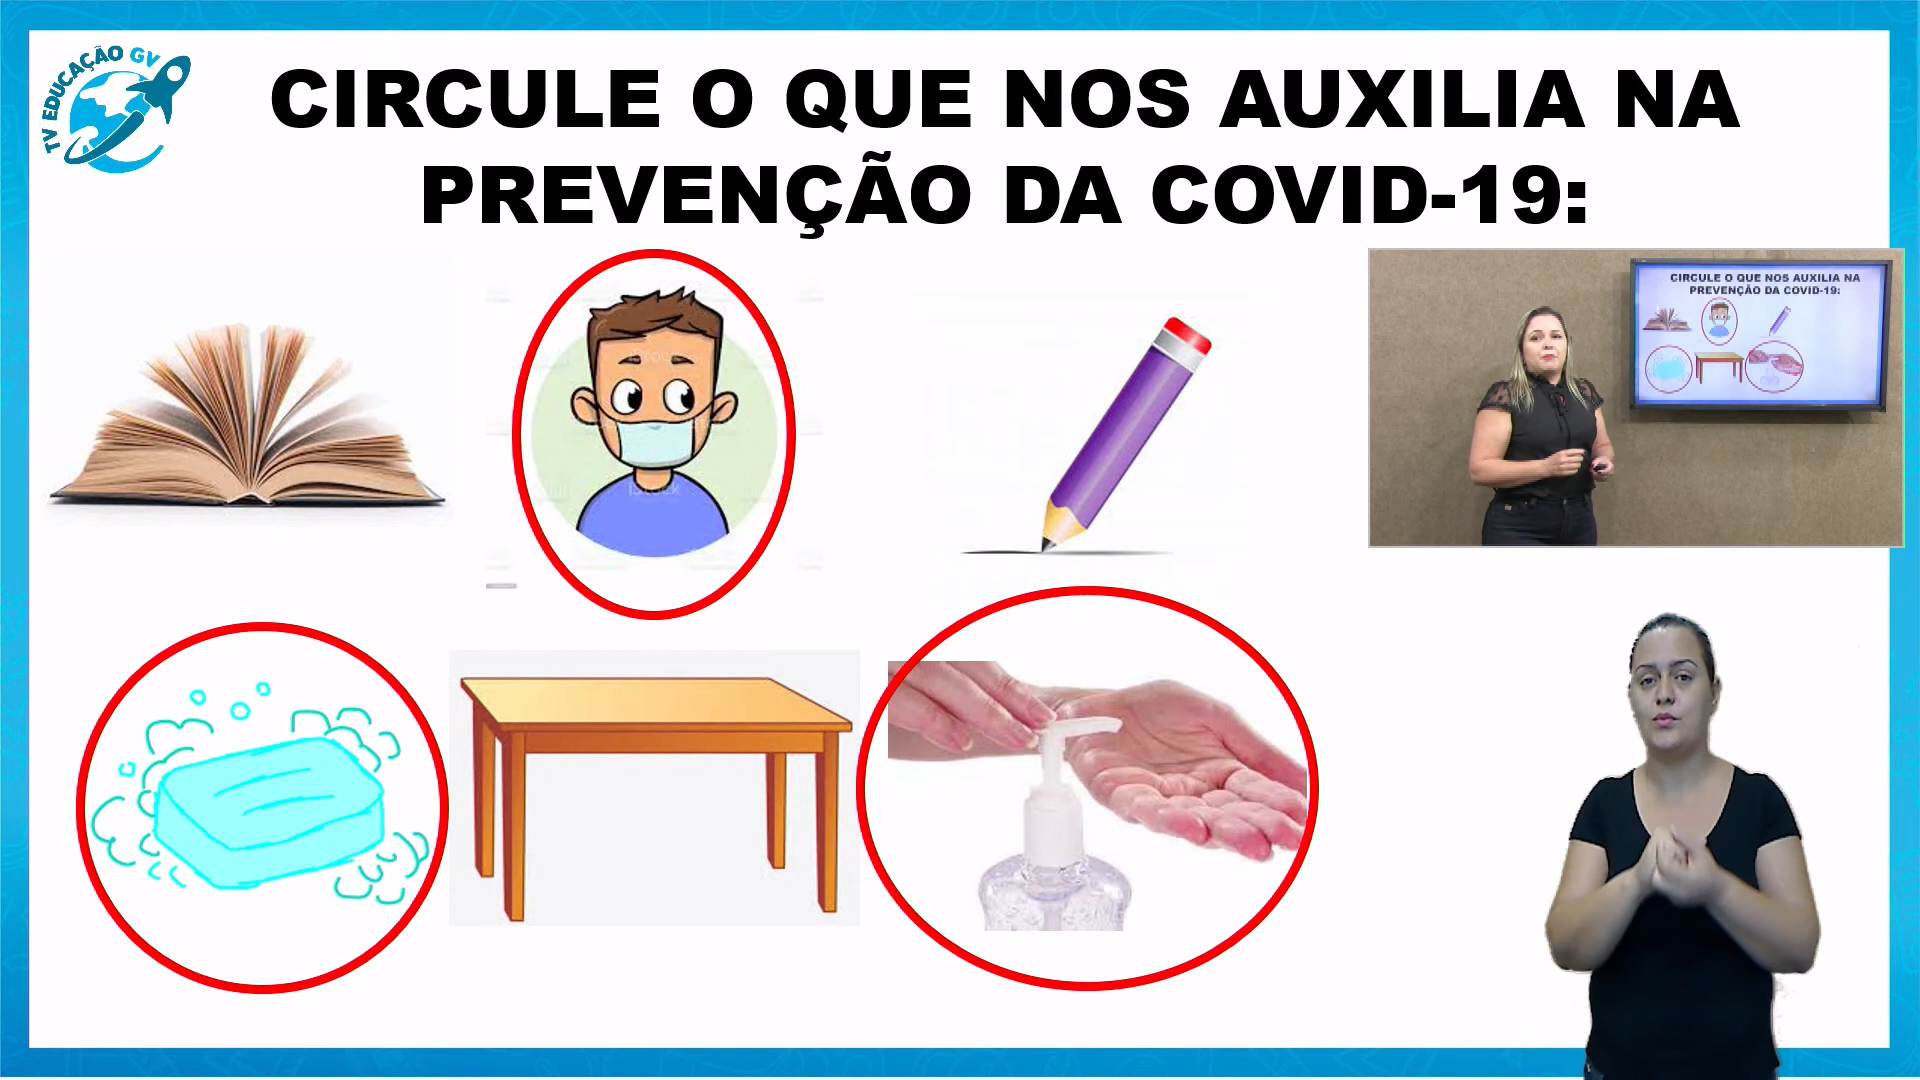 TV EDUCAÇÃO GV
CIRCULE O QUE NOS AUXILIA NA
PREVENÇÃO DA COVID-19:
CIRCULE O QUE NOS AUXILIA NA
PREVENÇÃO DA COVID-19: